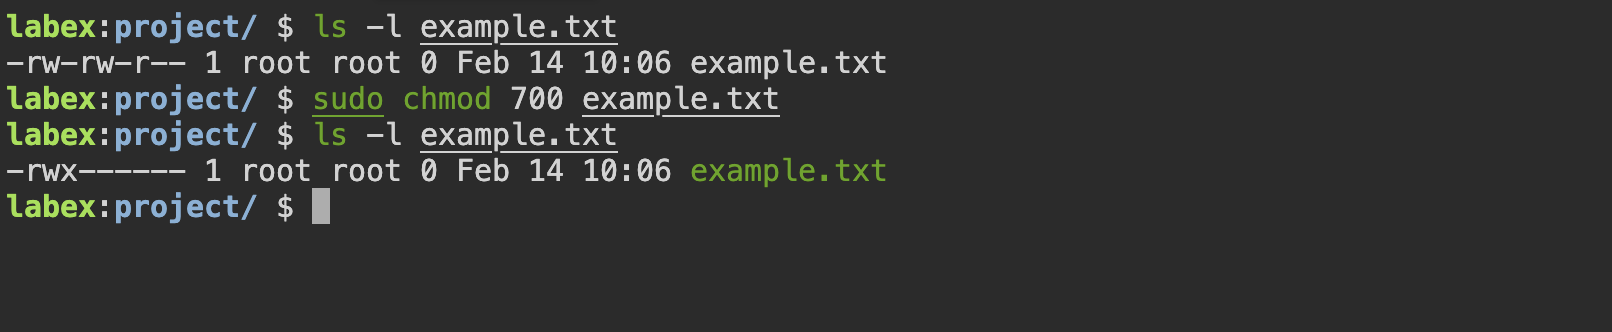 labex:project/ $ ls -l example.txt
-rw-rw-r-- 1 root root 0 Feb 14 10:06 example.txt
labex:project/ $ sudo chmod 700 example.txt
labex:project/ $ ls -l example.txt
-rwx------ 1 root root 0 Feb 14 10:06 example.txt
labex:project/ $